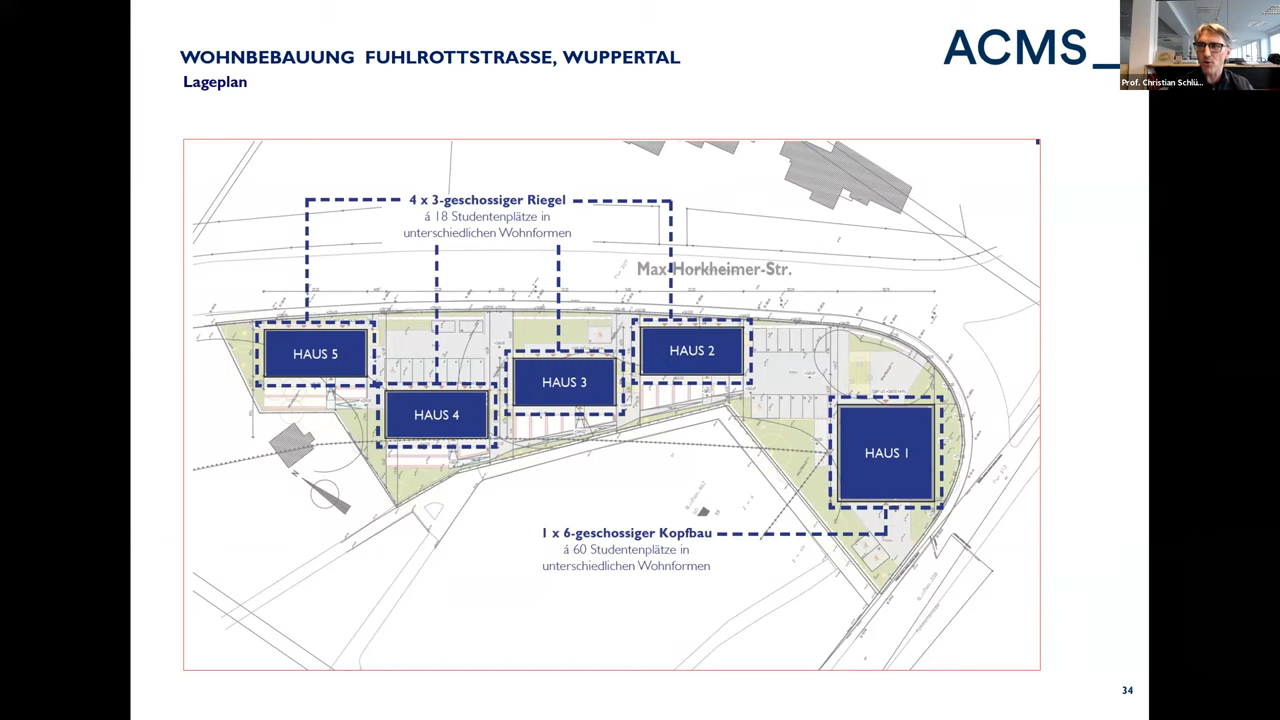 WOHNBEBAUUNG FUHLROTTSTRASSE, WUPPERTAL
Lageplan
ACMS_
Prof. Christian Schlü...
4 x 3-geschossiger Riegel
á 18 Studentenplätze in
unterschiedlichen Wohnformen
Max-Horkheimer-Str.
HAUS 5
HAUS 4
HAUS 3
HAUS 2
HAUS 1
N
1 x 6-geschossiger Kopfbau
á 60 Studentenplätze in
unterschiedlichen Wohnformen
34